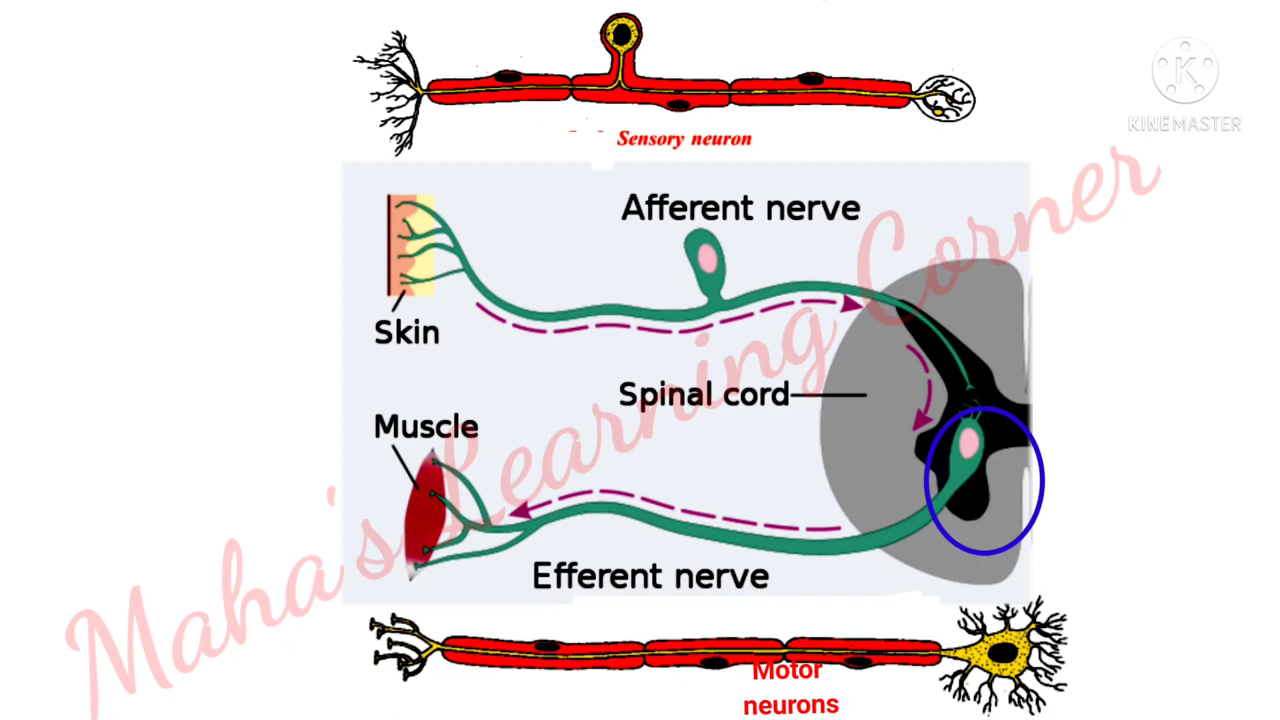 KINEMASTER
Sensory neuron
Afferent nerve
Skin
Spinal cord
Muscle
Efferent nerve
Motor
neurons
Maha's Learning Corner